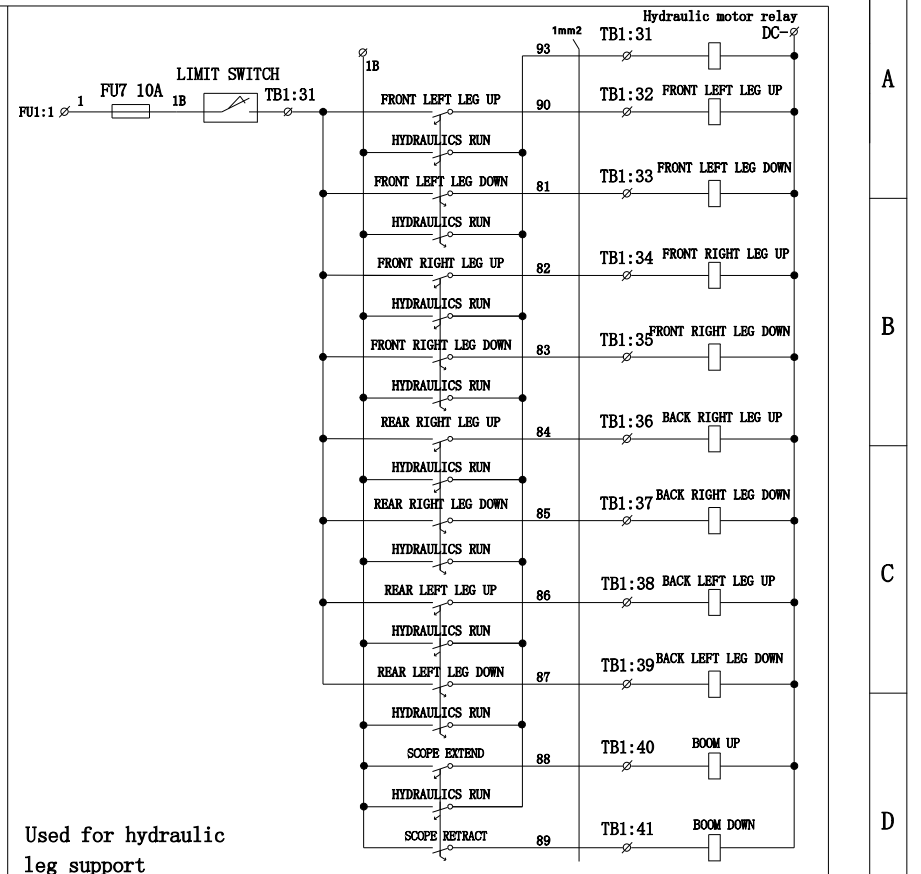 Hydraulic motor relay
1mm2 TB1:31 DC-
93
1B
A
LIMIT SWITCH
FU7 10A 1B TB1:31
FU1:1 1
FRONT LEFT LEG UP 90 TB1:32 FRONT LEFT LEG UP
HYDRAULICS RUN
FRONT LEFT LEG DOWN 81 TB1:33 FRONT LEFT LEG DOWN
HYDRAULICS RUN
FRONT RIGHT LEG UP 82 TB1:34 FRONT RIGHT LEG UP
HYDRAULICS RUN
B
FRONT RIGHT LEG DOWN 83 TB1:35 FRONT RIGHT LEG DOWN
HYDRAULICS RUN
REAR RIGHT LEG UP 84 TB1:36 BACK RIGHT LEG UP
HYDRAULICS RUN
REAR RIGHT LEG DOWN 85 TB1:37 BACK RIGHT LEG DOWN
HYDRAULICS RUN
C
REAR LEFT LEG UP 86 TB1:38 BACK LEFT LEG UP
HYDRAULICS RUN
REAR LEFT LEG DOWN 87 TB1:39 BACK LEFT LEG DOWN
HYDRAULICS RUN
SCOPE EXTEND 88 TB1:40 BOOM UP
HYDRAULICS RUN
SCOPE RETRACT 89 TB1:41 BOOM DOWN
D
Used for hydraulic
leg support